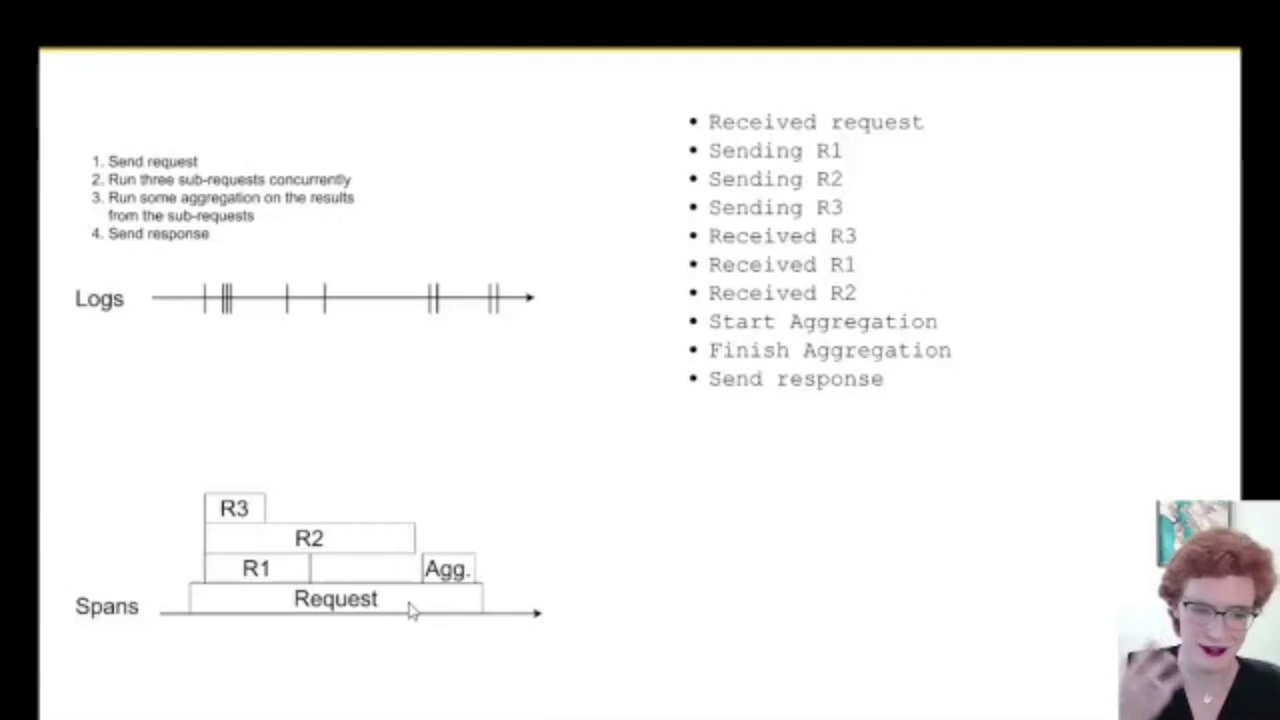 1. Send request
2. Run three sub-requests concurrently
3. Run some aggregation on the results
from the sub-requests
4. Send response
Logs
• Received request
• Sending R1
• Sending R2
• Sending R3
• Received R3
• Received R1
• Received R2
• Start Aggregation
• Finish Aggregation
• Send response
R3
R2
R1 Agg.
Request
Spans